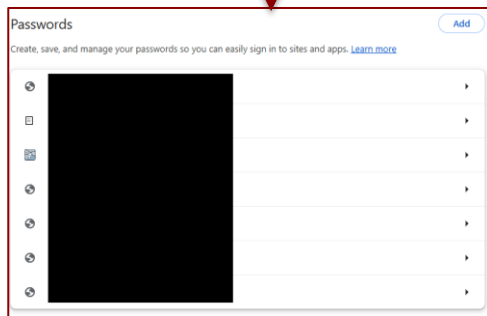 Passwords
Add
Create, save, and manage your passwords so you can easily sign in to sites and apps. Learn more